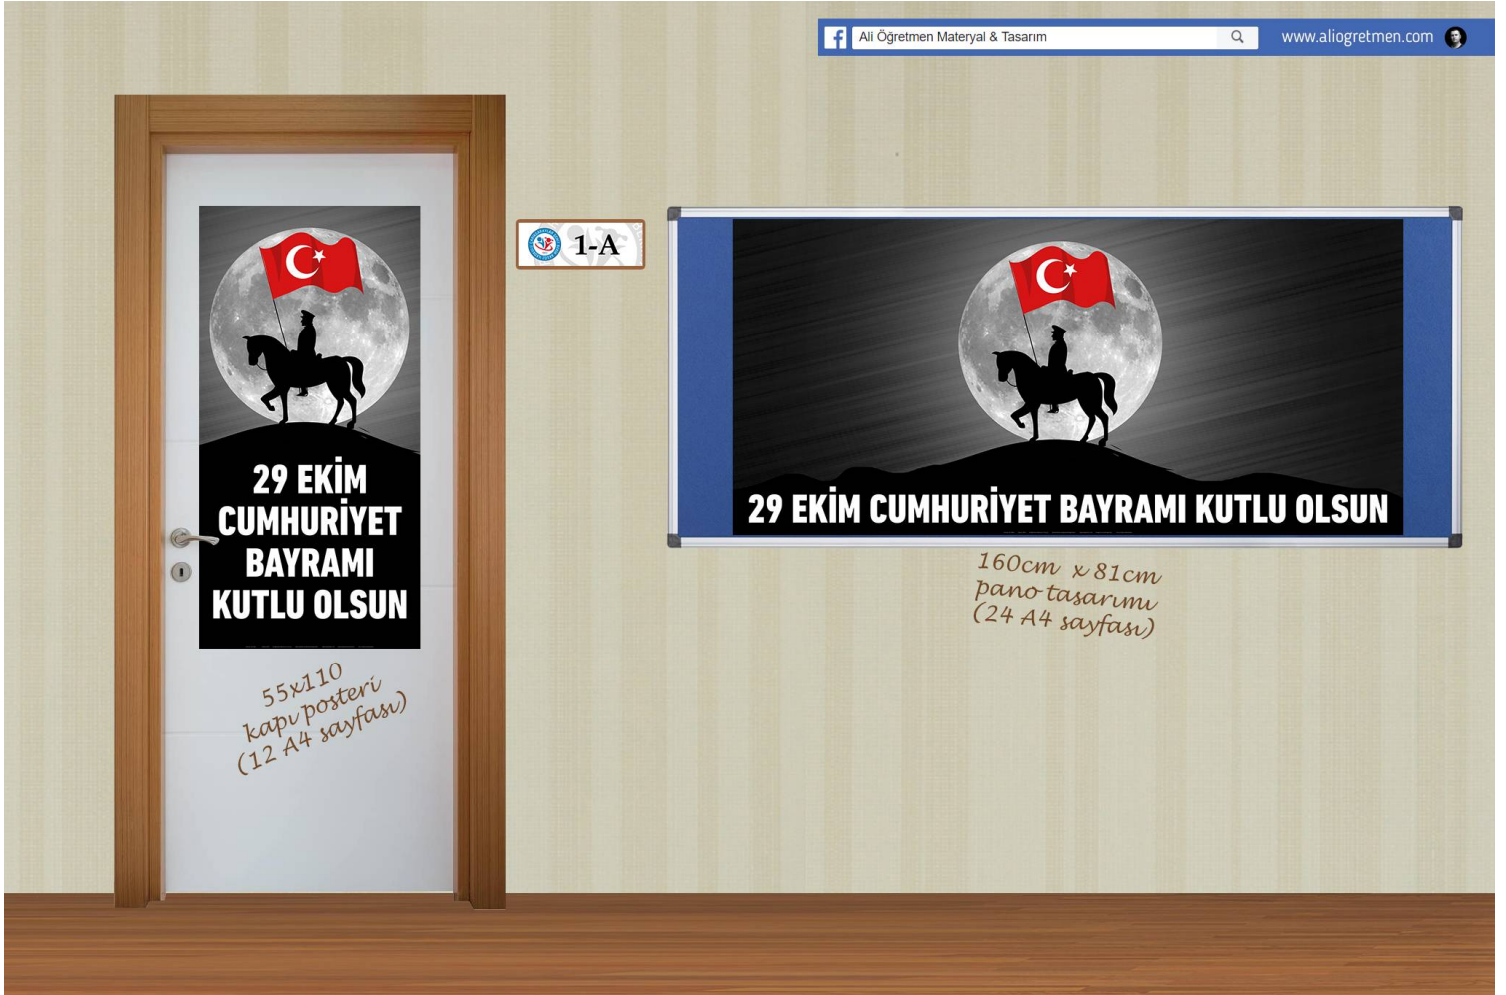 Ali Öğretmen Materyal & Tasarım
www.aliogretmen.com
1-A
29 EKİM
CUMHURİYET
BAYRAMI
KUTLU OLSUN
55x110
kapı posteri
(12 A4 sayfası)
29 EKİM CUMHURİYET BAYRAMI KUTLU OLSUN
160cm x 81cm
pano tasarımı
(24 A4 sayfası)